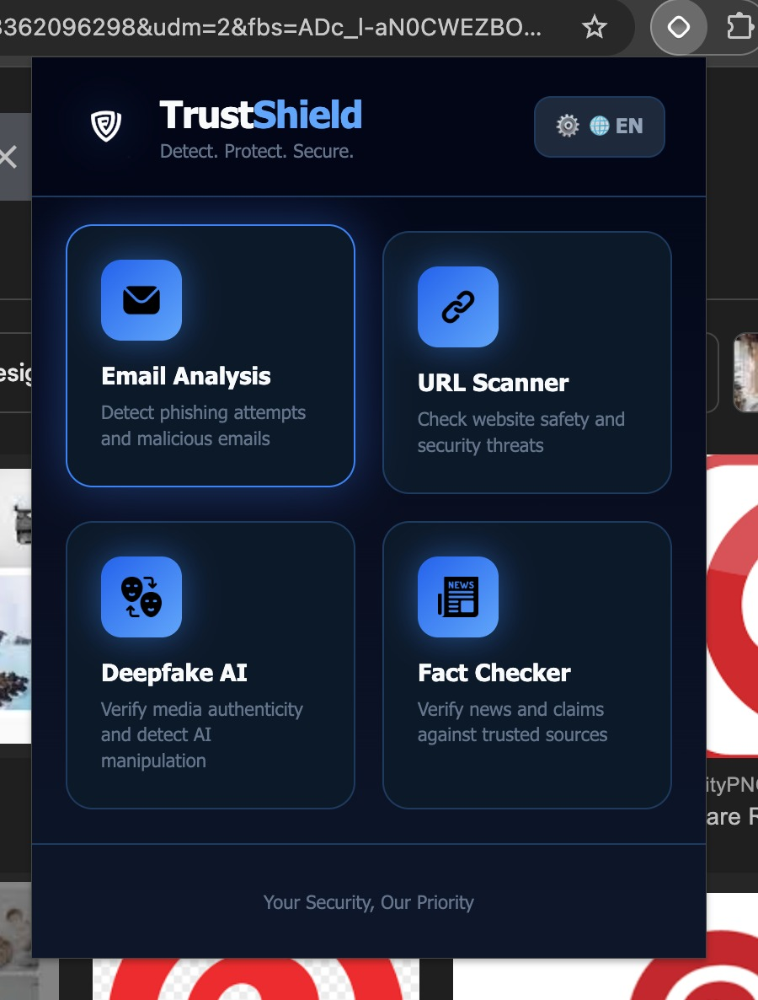 3362096298&udm=2&fbs=ADc_l-aN0CWEZBO...
TrustShield
Detect. Protect. Secure.
EN
Email Analysis
Detect phishing attempts
and malicious emails
URL Scanner
Check website safety and
security threats
NEWS
Deepfake AI
Verify media authenticity
and detect AI
manipulation
Fact Checker
Verify news and claims
against trusted sources
Your Security, Our Priority
esig
ityPNG
are R